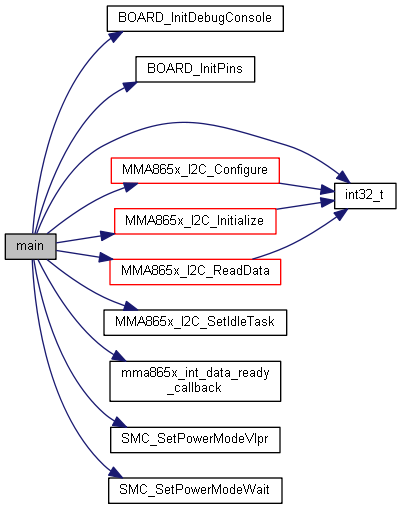 BOARD_InitDebugConsole
BOARD_InitPins
MMA865x_I2C_Configure
int32_t
MMA865x_I2C_Initialize
main
MMA865x_I2C_ReadData
MMA865x_I2C_SetIdleTask
mma865x_int_data_ready
_callback
SMC_SetPowerModeVlpr
SMC_SetPowerModeWait